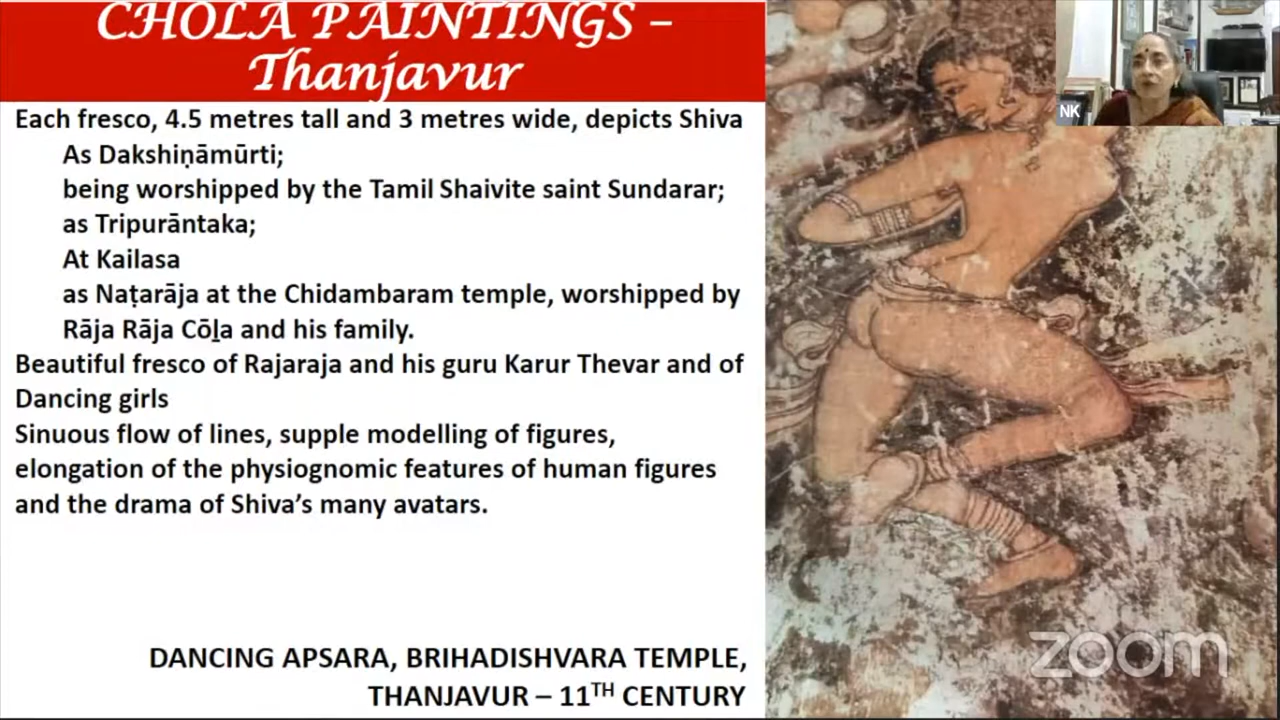 CHOLA PAINTINGS –
Thanjavur
Each fresco, 4.5 metres tall and 3 metres wide, depicts Shiva
As Dakshiṇāmūrti;
being worshipped by the Tamil Shaivite saint Sundarar;
as Tripurāntaka;
At Kailasa
as Naṭarāja at the Chidambaram temple, worshipped by
Rāja Rāja Cōḻa and his family.
Beautiful fresco of Rajaraja and his guru Karur Thevar and of
Dancing girls
Sinuous flow of lines, supple modelling of figures,
elongation of the physiognomic features of human figures
and the drama of Shiva’s many avatars.
DANCING APSARA, BRIHADISHVARA TEMPLE,
THANJAVUR – 11TH CENTURY
NK
zoom